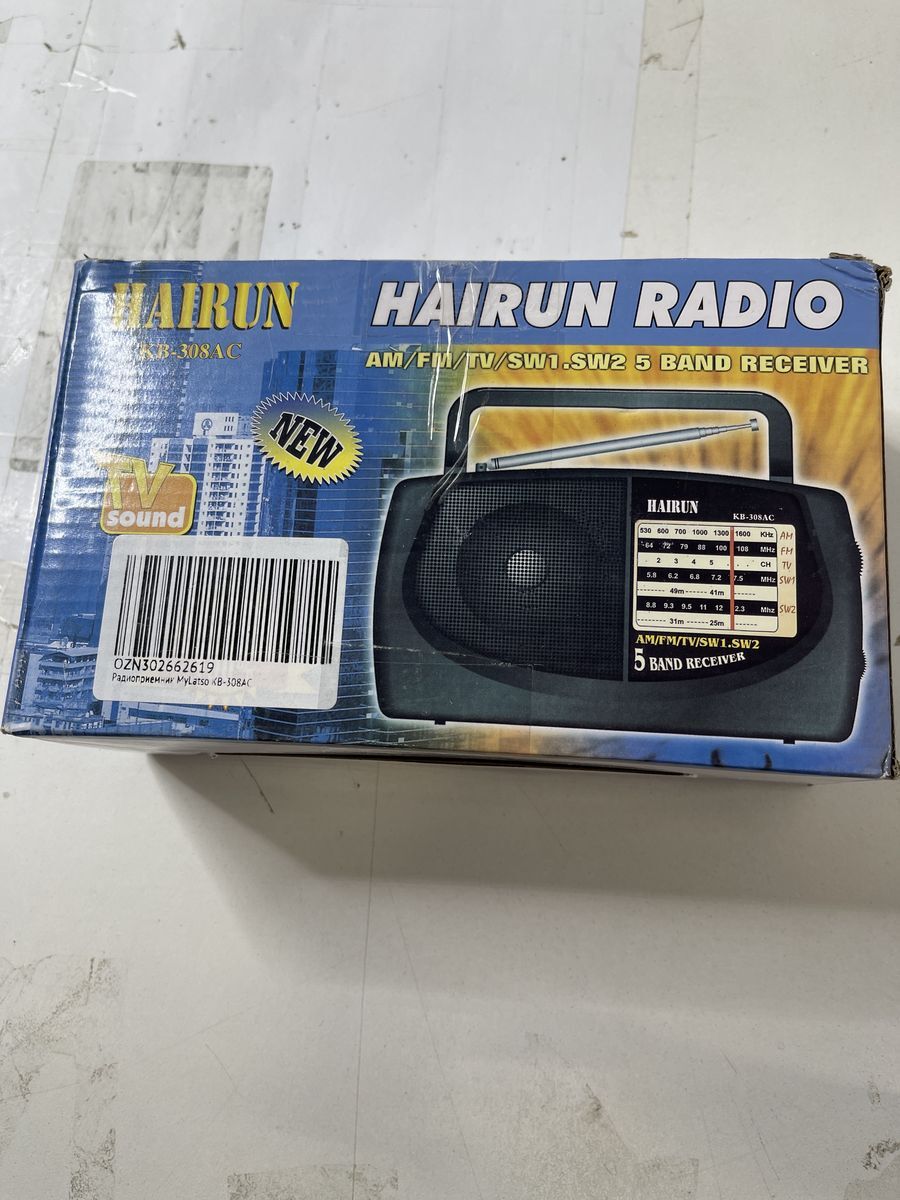 HAIRUN
KB-308AC
HAIRUN RADIO
AM/FM/TV/SW1.SW2 5 BAND RECEIVER
NEW
TV
sound
OZN302662619
Радиоприемник MyLatso KB-308AC
HAIRUN
KB-308AC
530 600 700 1000 1300 1600 KHz AM
64 72 79 88 100 108 MHz FM
2 3 4 5 CH TV
5.8 6.2 6.8 7.2 7.5 MHz SW1
49m 41m
8.8 9.3 9.5 11 12 2.3 Mhz SW2
31m 25m
AM/FM/TV/SW1.SW2
5 BAND RECEIVER